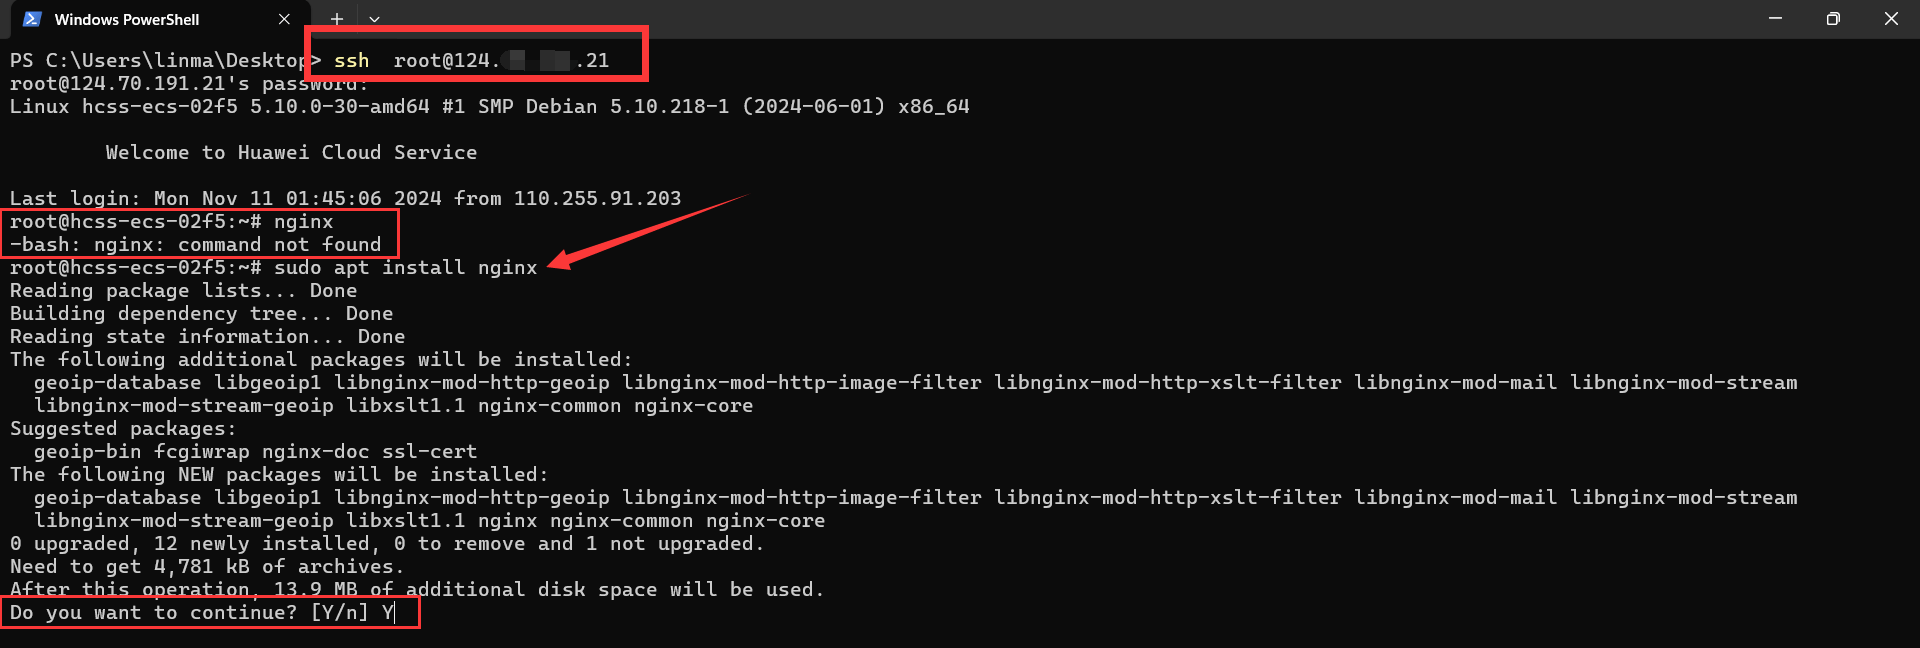 Windows PowerShell
PS C:\Users\linma\Desktop> ssh  root@124. .21
root@124.70.191.21's password:
Linux hcss-ecs-02f5 5.10.0-30-amd64 #1 SMP Debian 5.10.218-1 (2024-06-01) x86_64
Welcome to Huawei Cloud Service
Last login: Mon Nov 11 01:45:06 2024 from 110.255.91.203
root@hcss-ecs-02f5:~# nginx
-bash: nginx: command not found
root@hcss-ecs-02f5:~# sudo apt install nginx
Reading package lists... Done
Building dependency tree... Done
Reading state information... Done
The following additional packages will be installed:
  geoip-database libgeoip1 libnginx-mod-http-geoip libnginx-mod-http-image-filter libnginx-mod-http-xslt-filter libnginx-mod-mail libnginx-mod-stream
  libnginx-mod-stream-geoip libxslt1.1 nginx-common nginx-core
Suggested packages:
  geoip-bin fcgiwrap nginx-doc ssl-cert
The following NEW packages will be installed:
  geoip-database libgeoip1 libnginx-mod-http-geoip libnginx-mod-http-image-filter libnginx-mod-http-xslt-filter libnginx-mod-mail libnginx-mod-stream
  libnginx-mod-stream-geoip libxslt1.1 nginx nginx-common nginx-core
0 upgraded, 12 newly installed, 0 to remove and 1 not upgraded.
Need to get 4,781 kB of archives.
After this operation, 13.9 MB of additional disk space will be used.
Do you want to continue? [Y/n] Y